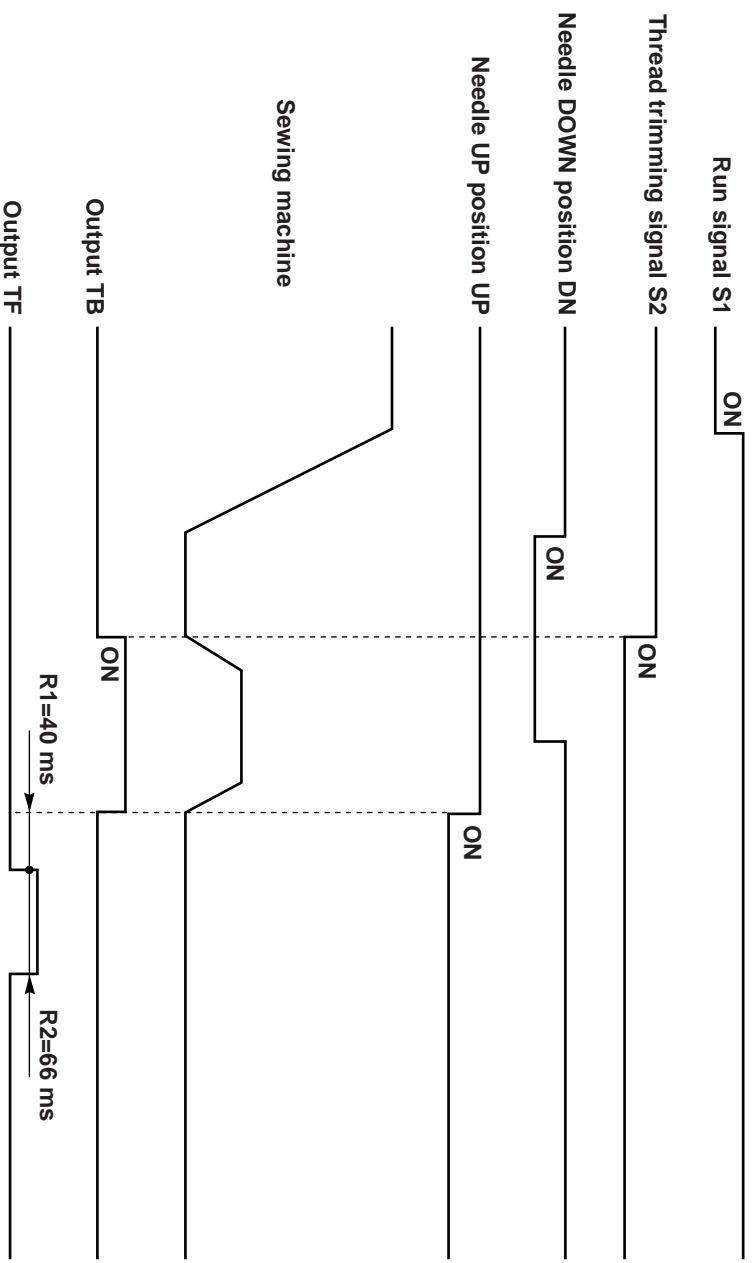 Run signal S1
ON
Thread trimming signal S2
ON
Needle DOWN position DN
ON
Needle UP position UP
ON
Sewing machine
Output TB
ON
Output TF
R1=40 ms
R2=66 ms